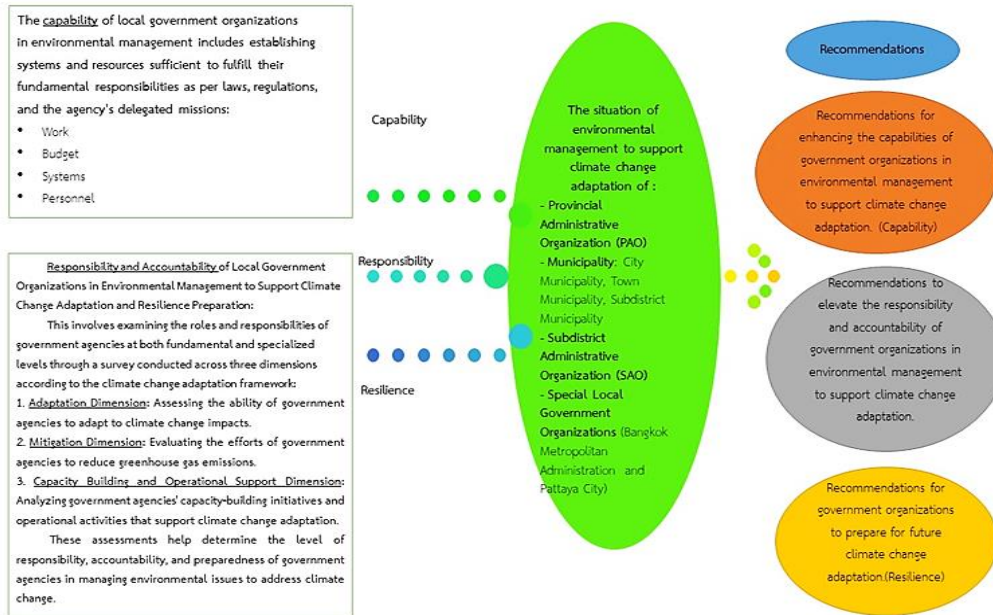 The capability of local government organizations
in environmental management includes establishing
systems and resources sufficient to fulfill their
fundamental responsibilities as per laws, regulations,
and the agency's delegated missions:
• Work
• Budget
• Systems
• Personnel
Responsibility and Accountability of Local Government
Organizations in Environmental Management to Support Climate
Change Adaptation and Resilience Preparation:
This involves examining the roles and responsibilities of
government agencies at both fundamental and specialized
levels through a survey conducted across three dimensions
according to the climate change adaptation framework:
1. Adaptation Dimension: Assessing the ability of government
agencies to adapt to climate change impacts.
2. Mitigation Dimension: Evaluating the efforts of government
agencies to reduce greenhouse gas emissions.
3. Capacity Building and Operational Support Dimension:
Analyzing government agencies' capacity-building initiatives and
operational activities that support climate change adaptation.
These assessments help determine the level of
responsibility, accountability, and preparedness of government
agencies in managing environmental issues to address climate
change.
Capability
Responsibility
Resilience
The situation of
environmental
management to support
climate change
adaptation of :
- Provincial
Administrative
Organization (PAO)
- Municipality: City
Municipality, Town
Municipality, Subdistrict
Municipality
- Subdistrict
Administrative
Organization (SAO)
- Special Local
Government
Organizations (Bangkok
Metropolitan
Administration and
Pattaya City)
Recommendations
Recommendations for
enhancing the capabilities of
government organizations in
environmental management
to support climate change
adaptation. (Capability)
Recommendations to
elevate the responsibility
and accountability of
government organizations in
environmental management
to support climate change
adaptation.
Recommendations for
government organizations
to prepare for future
climate change
adaptation.(Resilience)